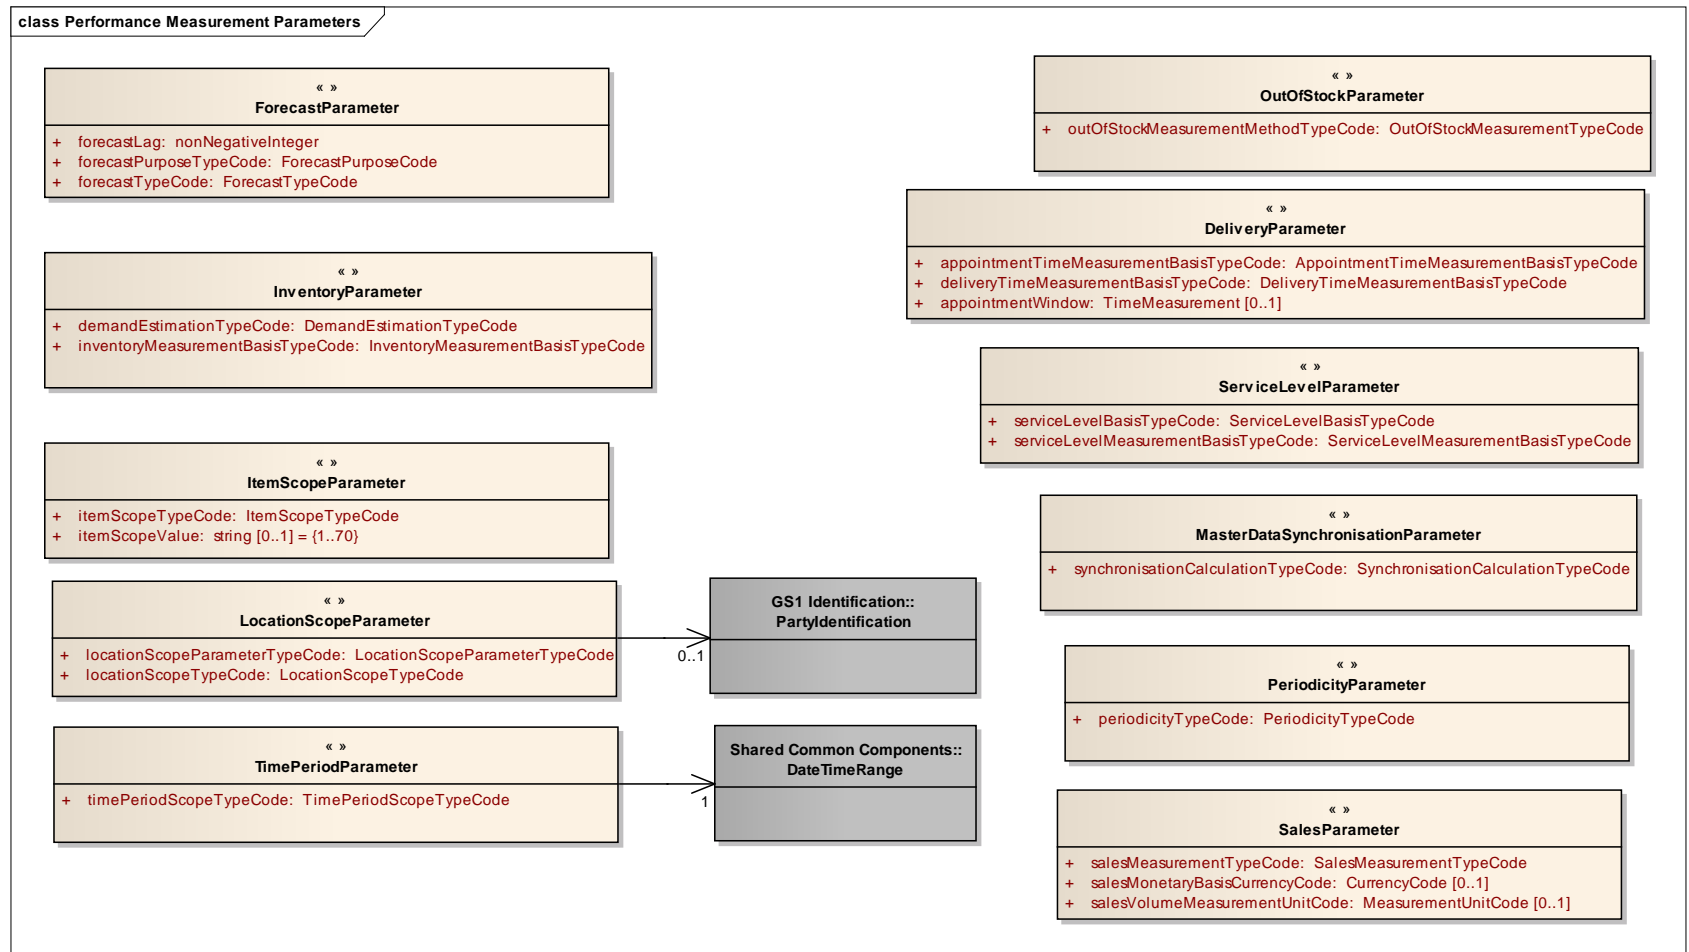 class Performance Measurement Parameters
« »
ForecastParameter
+ forecastLag: nonNegativeInteger
+ forecastPurposeTypeCode: ForecastPurposeCode
+ forecastTypeCode: ForecastTypeCode
« »
InventoryParameter
+ demandEstimationTypeCode: DemandEstimationTypeCode
+ inventoryMeasurementBasisTypeCode: InventoryMeasurementBasisTypeCode
« »
ItemScopeParameter
+ itemScopeTypeCode: ItemScopeTypeCode
+ itemScopeValue: string [0..1] = {1..70}
« »
LocationScopeParameter
+ locationScopeParameterTypeCode: LocationScopeParameterTypeCode
+ locationScopeTypeCode: LocationScopeTypeCode
0..1
GS1 Identification::
PartyIdentification
« »
TimePeriodParameter
+ timePeriodScopeTypeCode: TimePeriodScopeTypeCode
1
Shared Common Components::
DateTimeRange
« »
OutOfStockParameter
+ outOfStockMeasurementMethodTypeCode: OutOfStockMeasurementTypeCode
« »
DeliveryParameter
+ appointmentTimeMeasurementBasisTypeCode: AppointmentTimeMeasurementBasisTypeCode
+ deliveryTimeMeasurementBasisTypeCode: DeliveryTimeMeasurementBasisTypeCode
+ appointmentWindow: TimeMeasurement [0..1]
« »
ServiceLevelParameter
+ serviceLevelBasisTypeCode: ServiceLevelBasisTypeCode
+ serviceLevelMeasurementBasisTypeCode: ServiceLevelMeasurementBasisTypeCode
« »
MasterDataSynchronisationParameter
+ synchronisationCalculationTypeCode: SynchronisationCalculationTypeCode
« »
PeriodicityParameter
+ periodicityTypeCode: PeriodicityTypeCode
« »
SalesParameter
+ salesMeasurementTypeCode: SalesMeasurementTypeCode
+ salesMonetaryBasisCurrencyCode: CurrencyCode [0..1]
+ salesVolumeMeasurementUnitCode: MeasurementUnitCode [0..1]